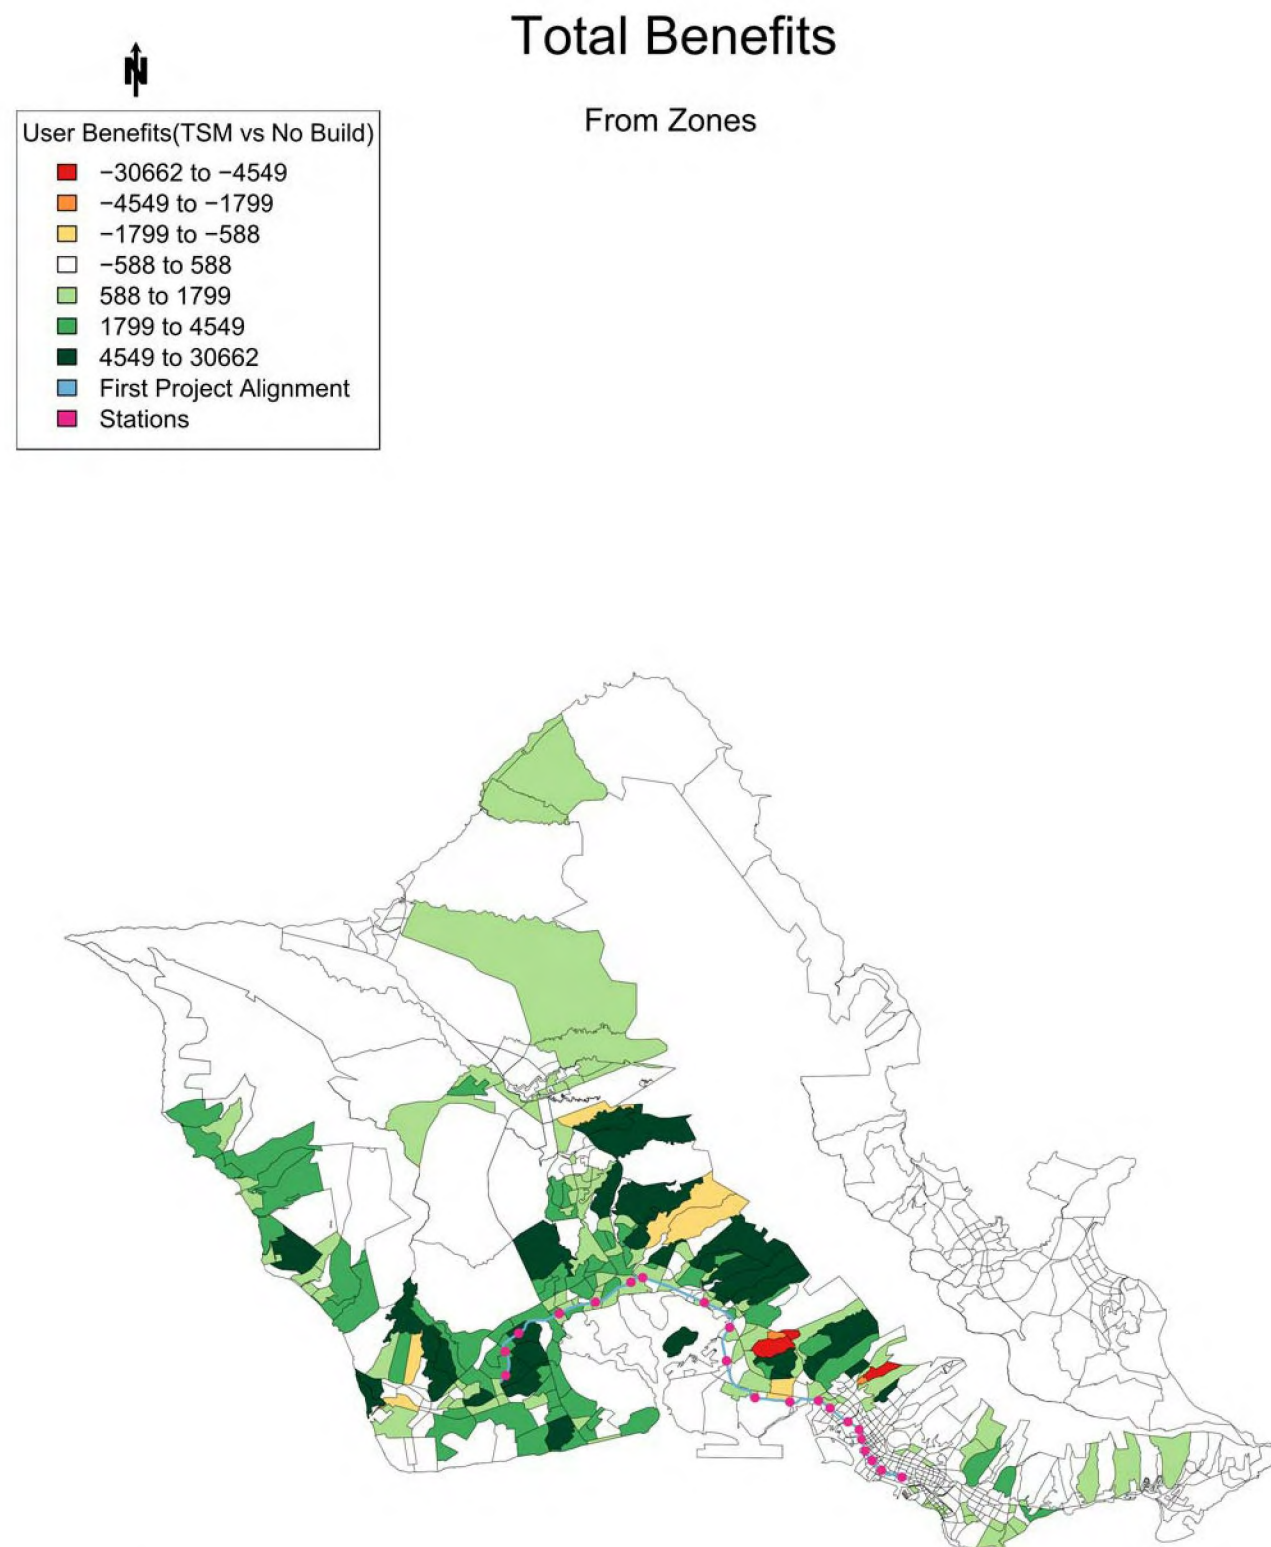 Total Benefits
From Zones
N
User Benefits(TSM vs No Build)
−30662 to −4549
−4549 to −1799
−1799 to −588
−588 to 588
588 to 1799
1799 to 4549
4549 to 30662
First Project Alignment
Stations